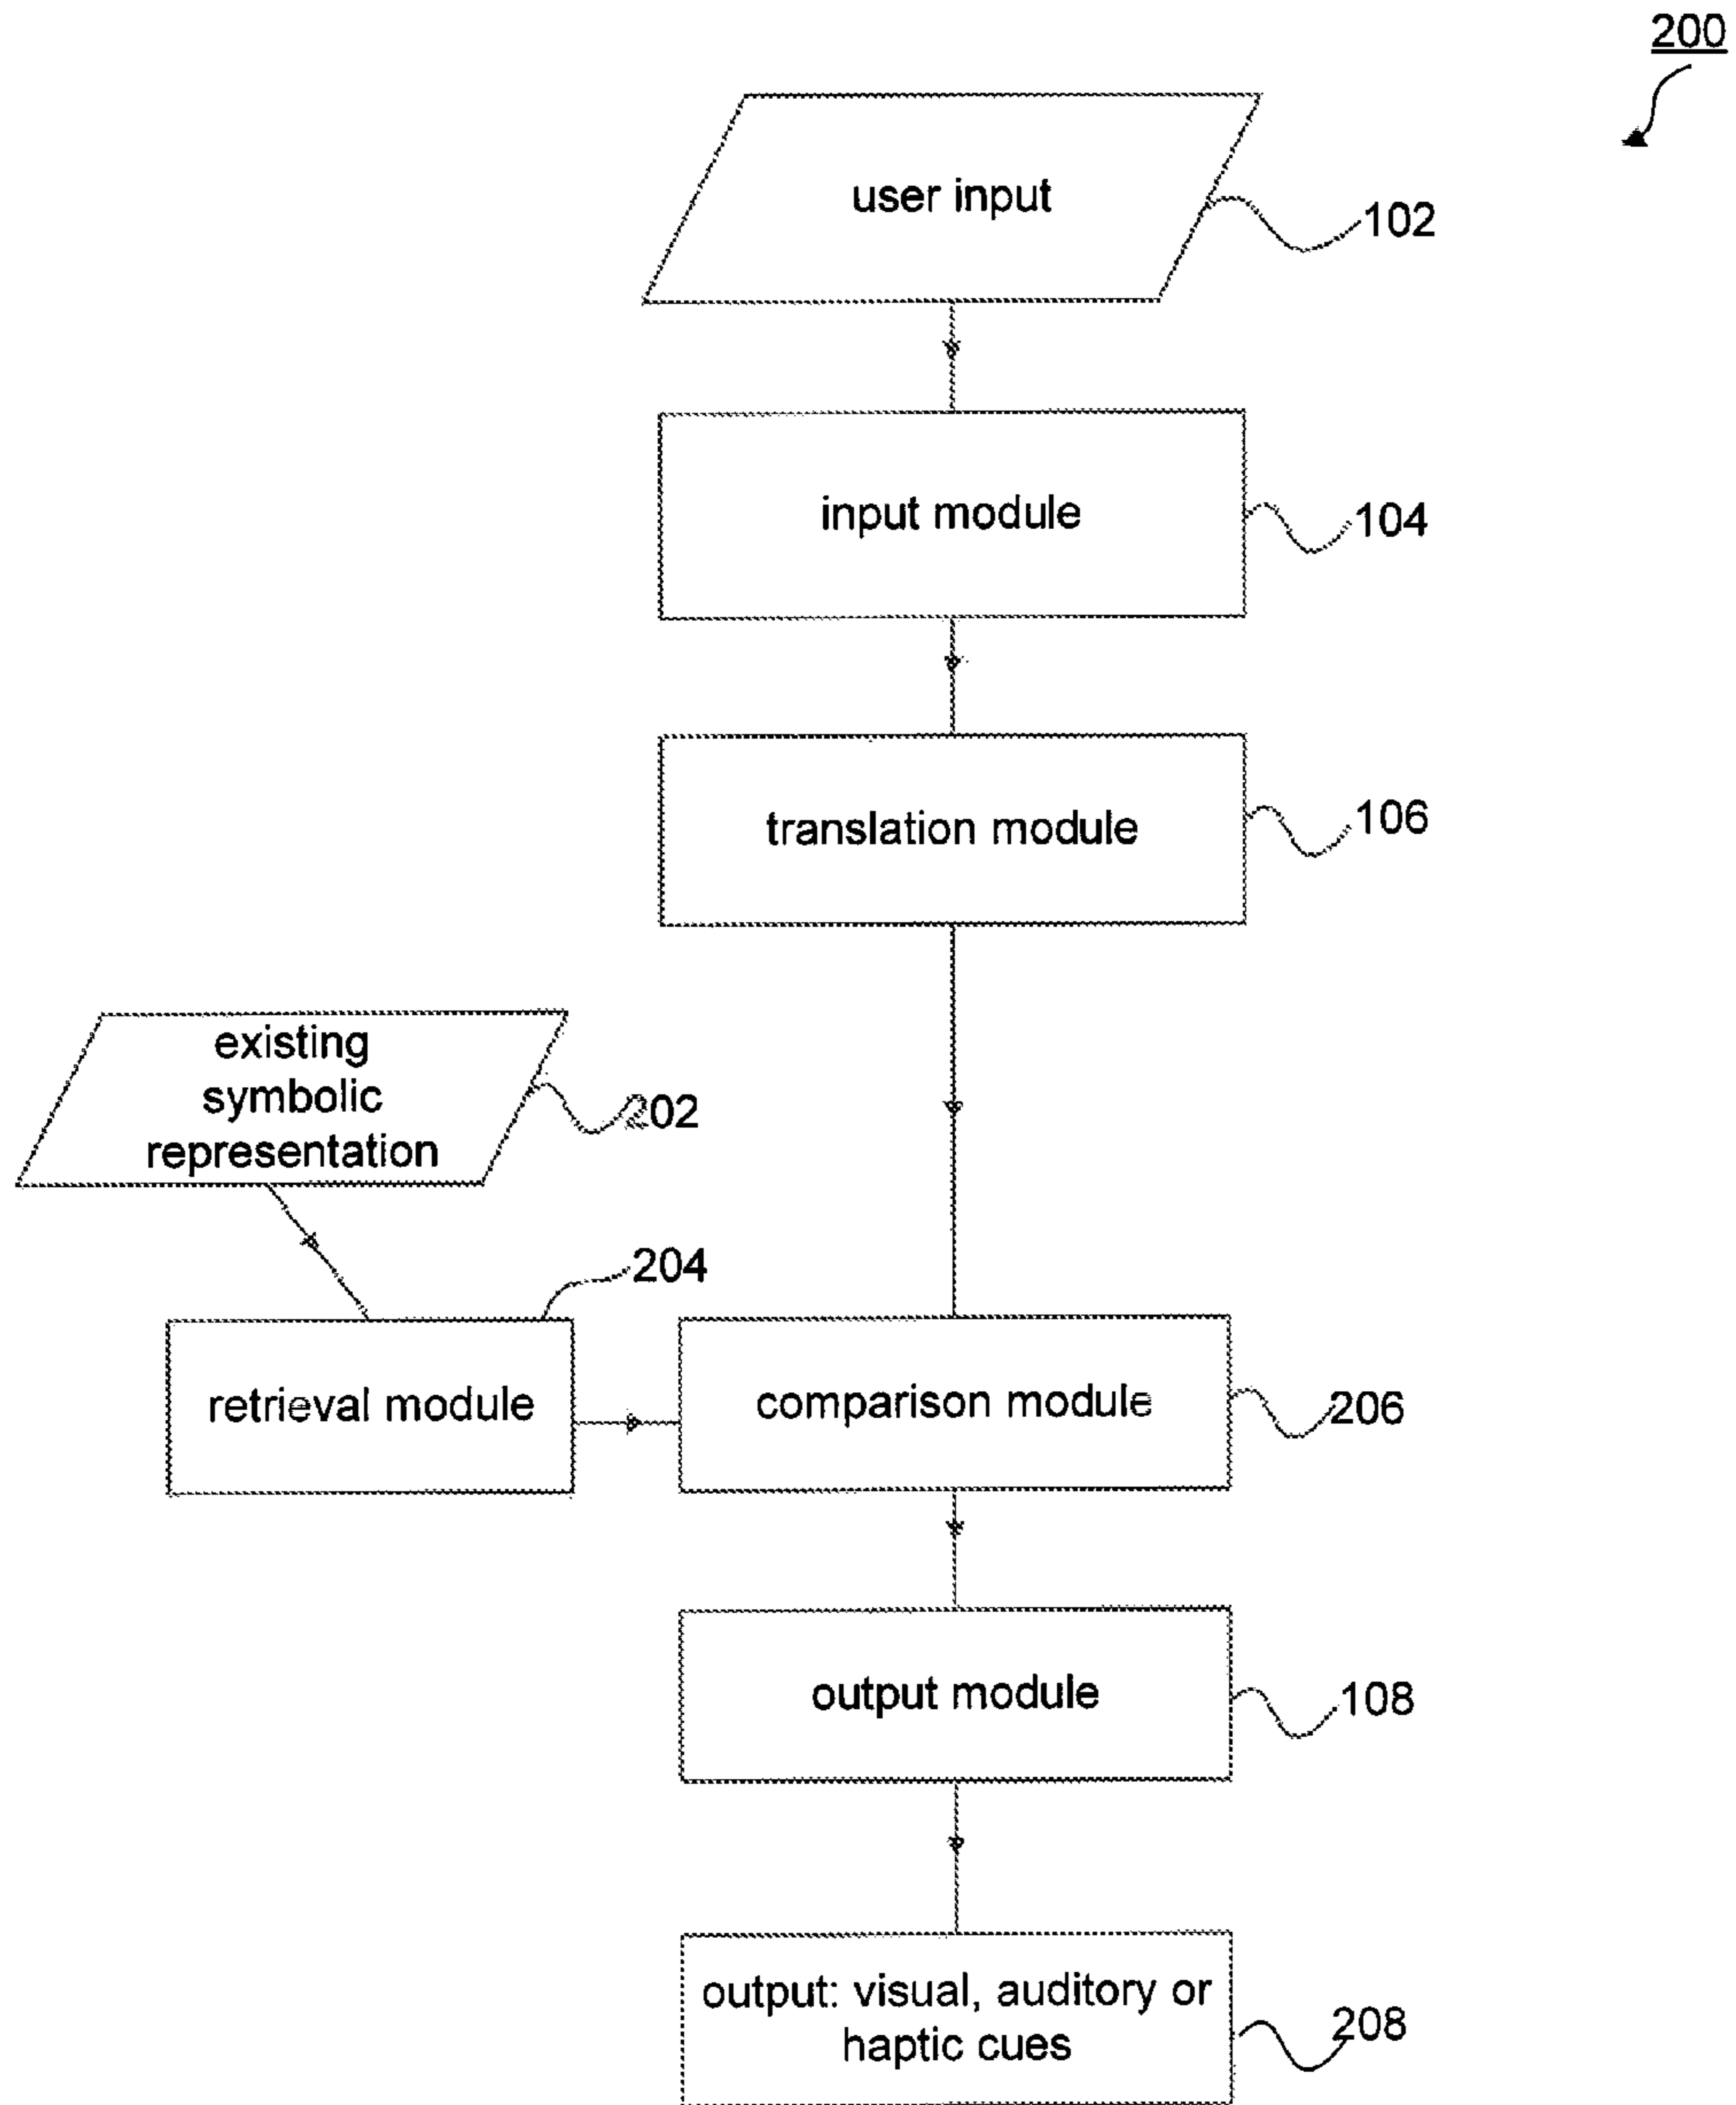 200
user input
102
input module
104
translation module
106
existing
symbolic
representation
202
204
retrieval module
comparison module
206
output module
108
output: visual, auditory or
haptic cues
208